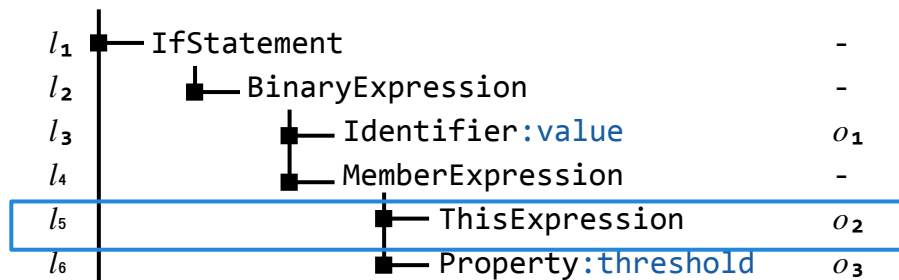 l₁ IfStatement -
l₂ BinaryExpression -
l₃ Identifier:value o₁
l₄ MemberExpression -
l₅ ThisExpression o₂
l₆ Property:threshold o₃